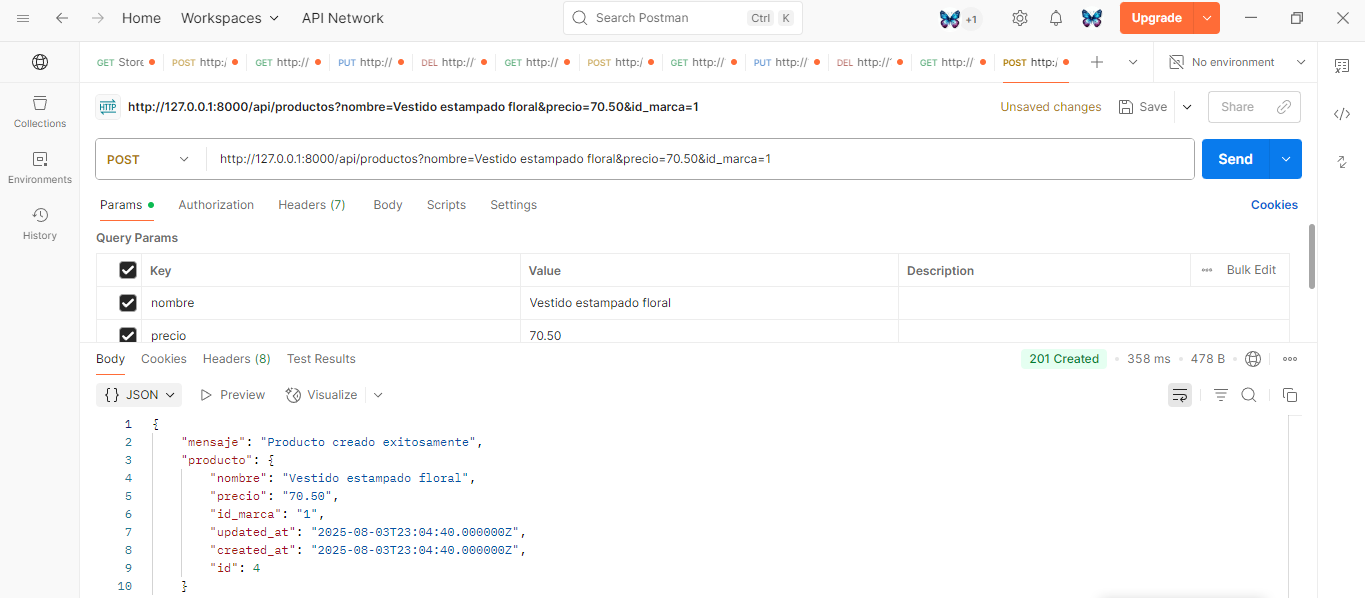 Home Workspaces API Network Search Postman Ctrl K +1 Upgrade
GET Store POST http:/ GET http:// PUT http:// DEL http:// GET http:// POST http:/ GET http:// PUT http:// DEL http:// GET http:// POST http:/ No environment
HTTP http://127.0.0.1:8000/api/productos?nombre=Vestido estampado floral&precio=70.50&id_marca=1 Unsaved changes Save Share
POST http://127.0.0.1:8000/api/productos?nombre=Vestido estampado floral&precio=70.50&id_marca=1 Send
Collections
Environments
History
Params Authorization Headers (7) Body Scripts Settings Cookies
Query Params
Key Value Description Bulk Edit
nombre Vestido estampado floral
precio 70.50
Body Cookies Headers (8) Test Results 201 Created 358 ms 478 B
{} JSON Preview Visualize
1 {
2 "mensaje": "Producto creado exitosamente",
3 "producto": {
4 "nombre": "Vestido estampado floral",
5 "precio": "70.50",
6 "id_marca": "1",
7 "updated_at": "2025-08-03T23:04:40.000000Z",
8 "created_at": "2025-08-03T23:04:40.000000Z",
9 "id": 4
10 }